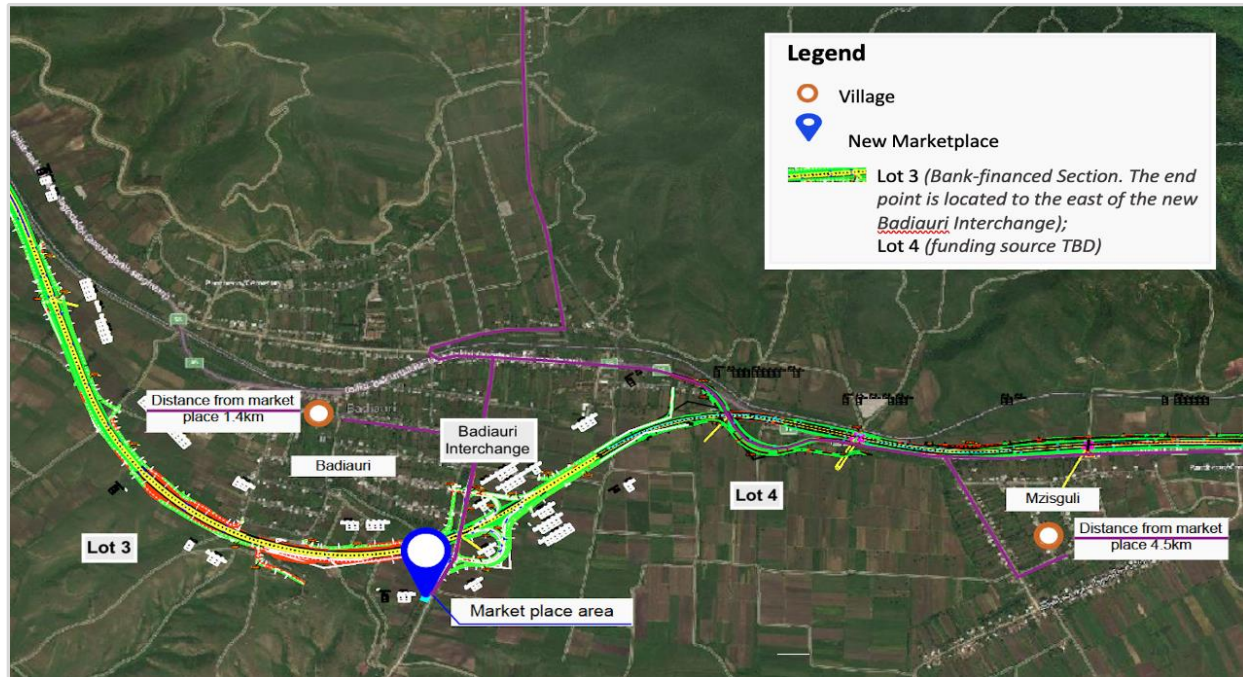 Legend
Village
New Marketplace
Lot 3 (Bank-financed Section. The end
point is located to the east of the new
Badiauri Interchange);
Lot 4 (funding source TBD)
Distance from market
place 1.4km
Badiauri
Badiauri
Interchange
Badiauri
Lot 4
Mzisguli
Lot 3
Distance from market
place 4.5km
Market place area